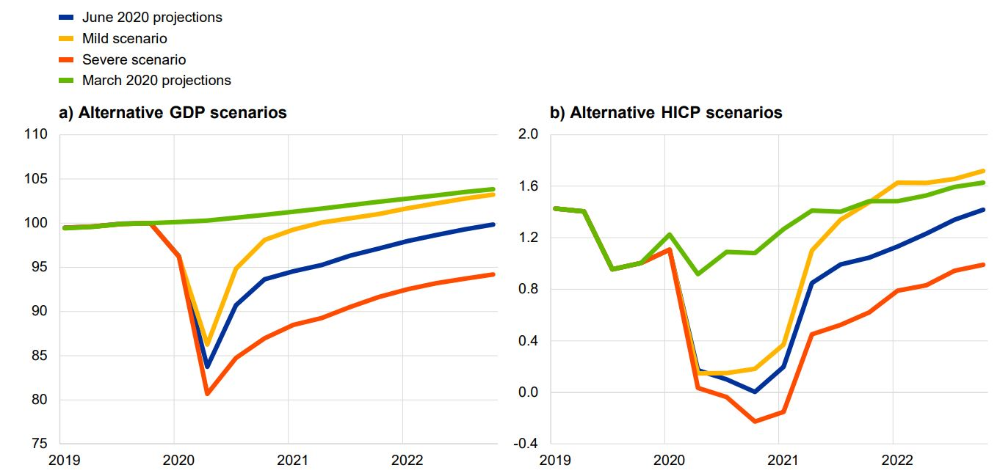 June 2020 projections
Mild scenario
Severe scenario
March 2020 projections
a) Alternative GDP scenarios
110
105
100
95
90
85
80
75
2019 2020 2021 2022
b) Alternative HICP scenarios
2.0
1.6
1.2
0.8
0.4
0.0
-0.4
2019 2020 2021 2022